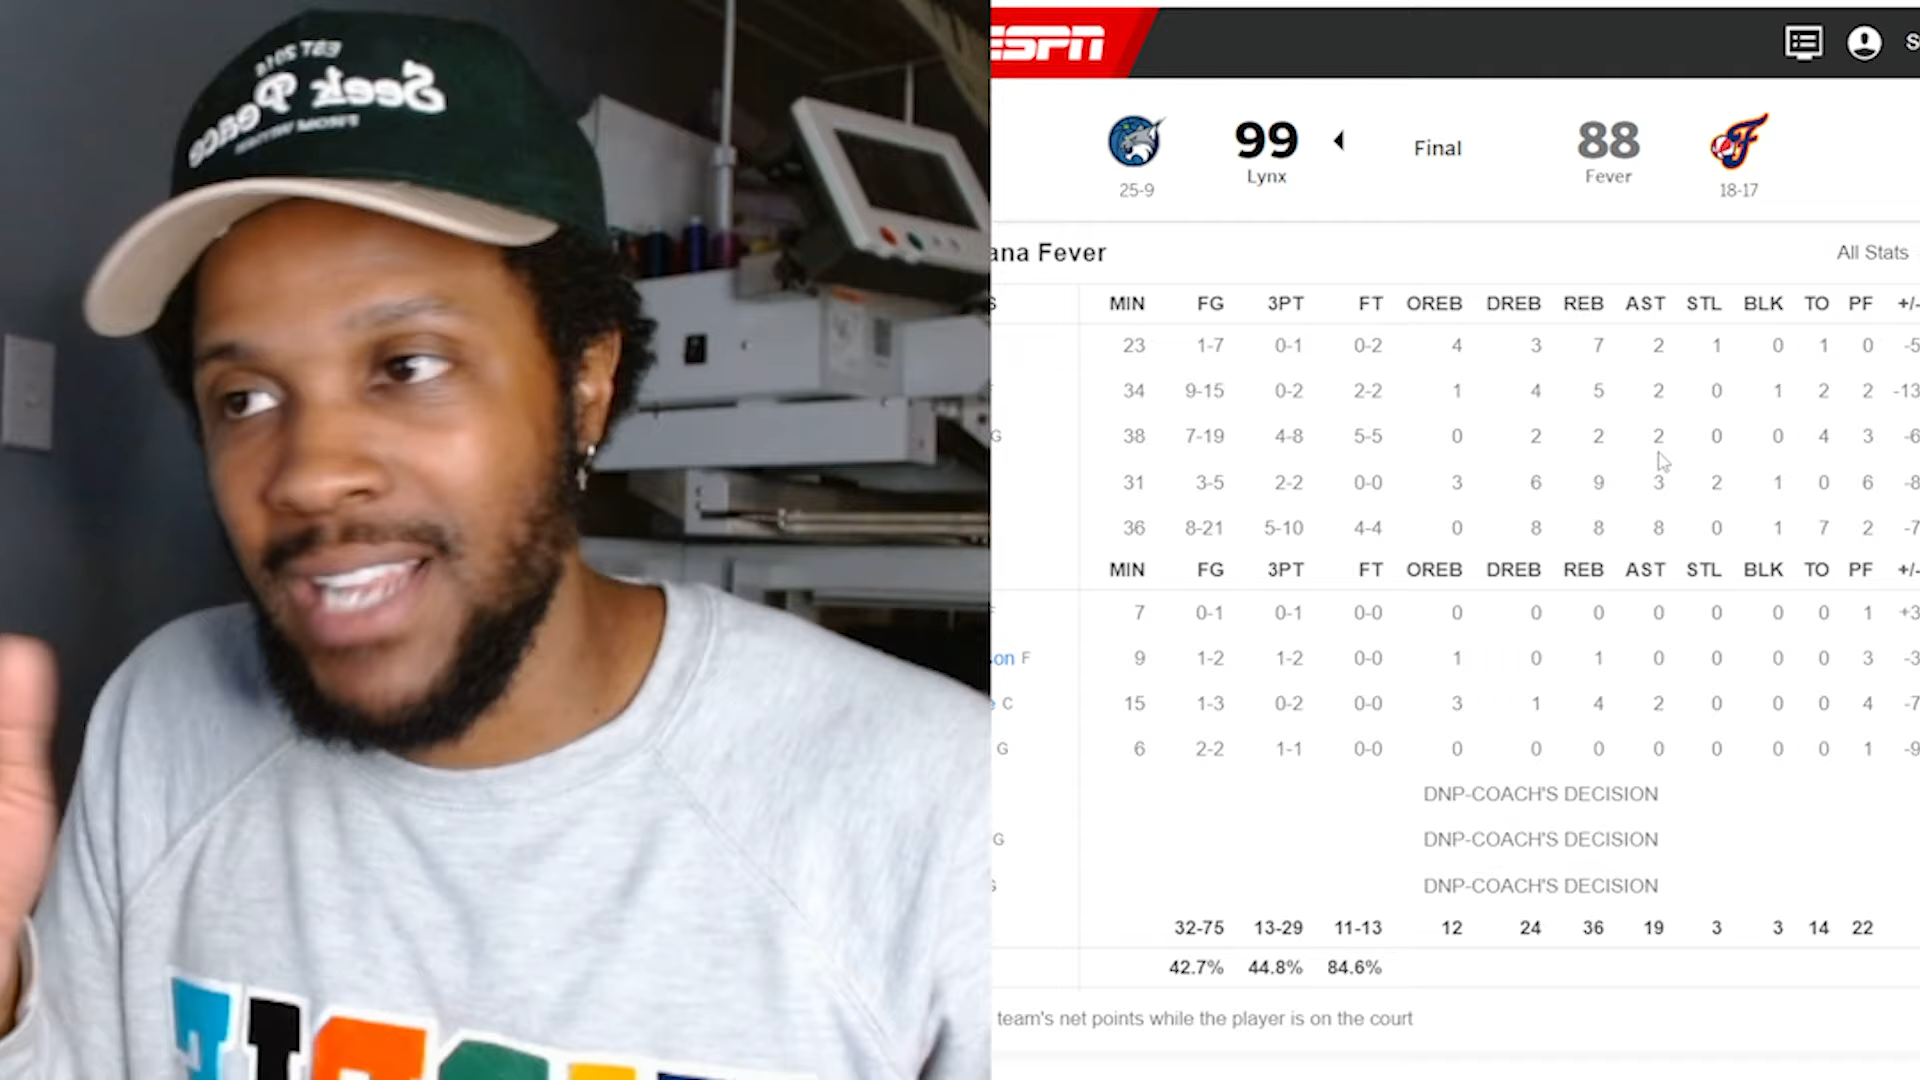 EST 2018
Seek Peace
ESPN
S
99
Lynx
25-9
Final
88
Fever
18-17
ana Fever
All Stats
S MIN FG 3PT FT OREB DREB REB AST STL BLK TO PF +/-
23 1-7 0-1 0-2 4 3 7 2 1 0 1 0 -5
34 9-15 0-2 2-2 1 4 5 2 0 1 2 2 -13
G 38 7-19 4-8 5-5 0 2 2 2 0 0 4 3 -6
31 3-5 2-2 0-0 3 6 9 3 2 1 0 6 -8
36 8-21 5-10 4-4 0 8 8 8 0 1 7 2 -7
MIN FG 3PT FT OREB DREB REB AST STL BLK TO PF +/-
7 0-1 0-1 0-0 0 0 0 0 0 0 0 1 +3
on F 9 1-2 1-2 0-0 1 0 1 0 0 0 0 3 -3
e C 15 1-3 0-2 0-0 3 1 4 2 0 0 0 4 -7
G 6 2-2 1-1 0-0 0 0 0 0 0 0 0 1 -9
DNP-COACH'S DECISION
G DNP-COACH'S DECISION
S DNP-COACH'S DECISION
32-75 13-29 11-13 12 24 36 19 3 3 14 22
42.7% 44.8% 84.6%
team's net points while the player is on the court